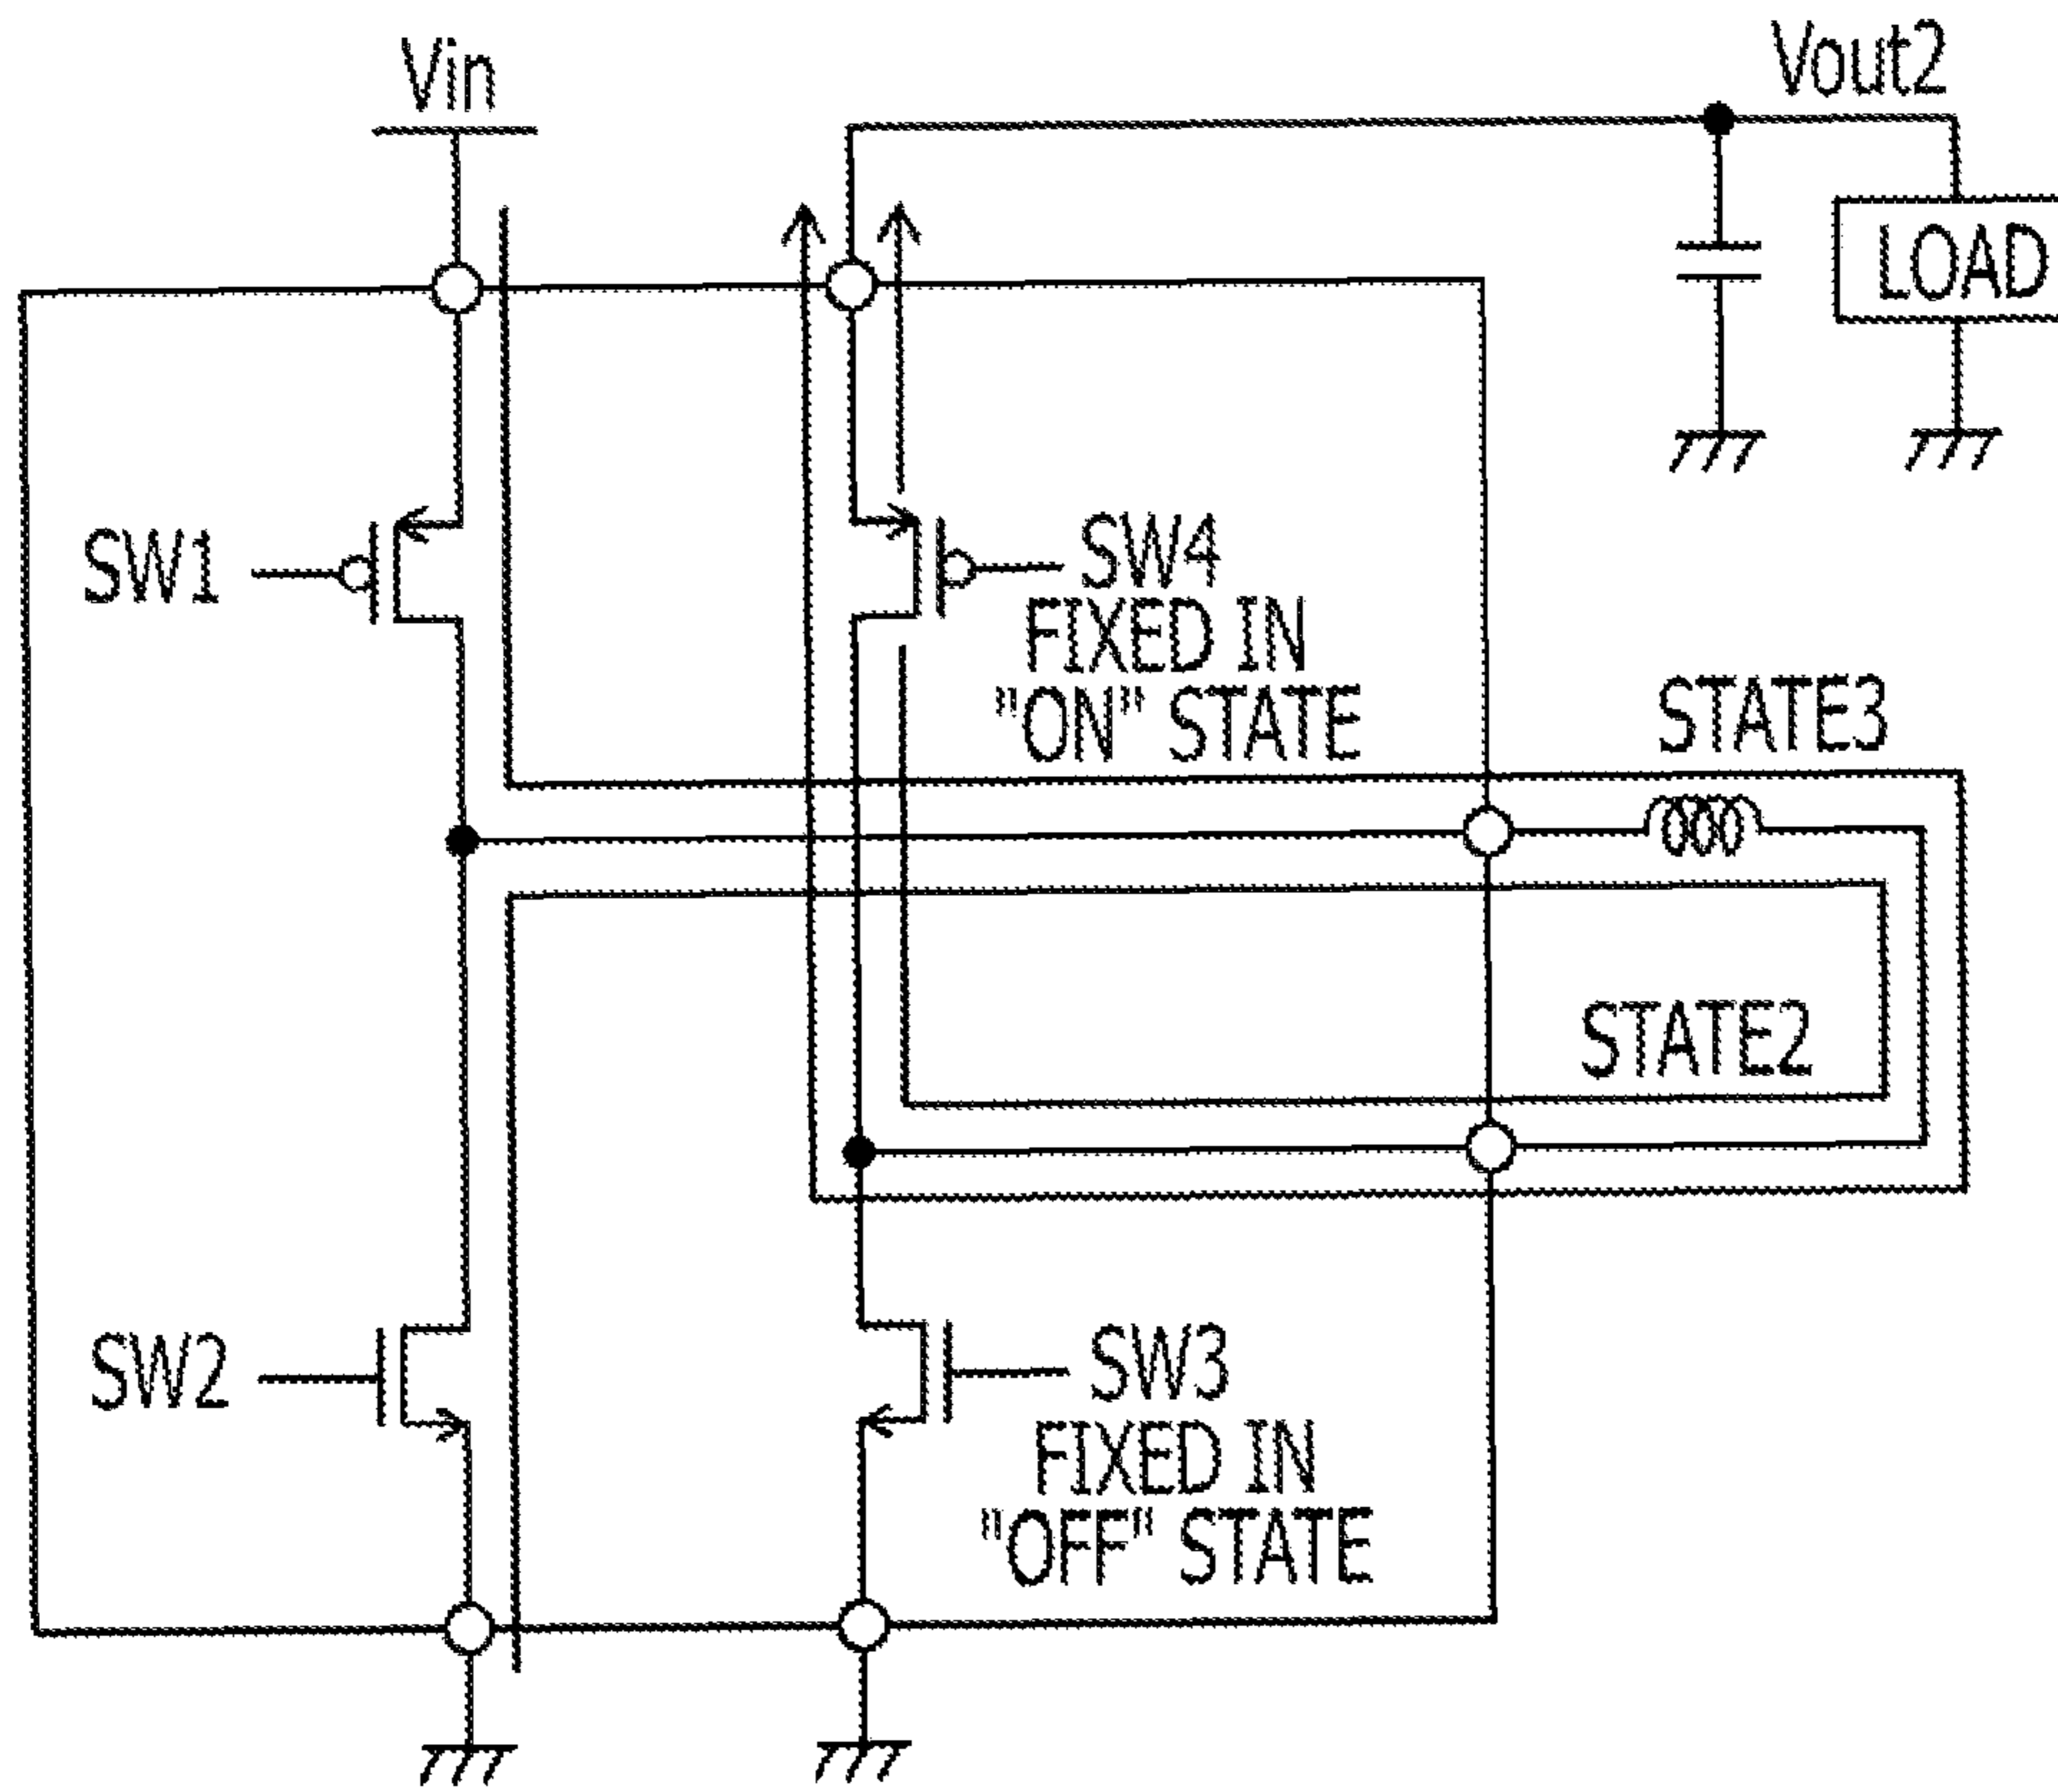 Vin
Vout2
LOAD
SW1
SW4
FIXED IN
"ON" STATE
STATE3
STATE2
SW2
SW3
FIXED IN
"OFF" STATE